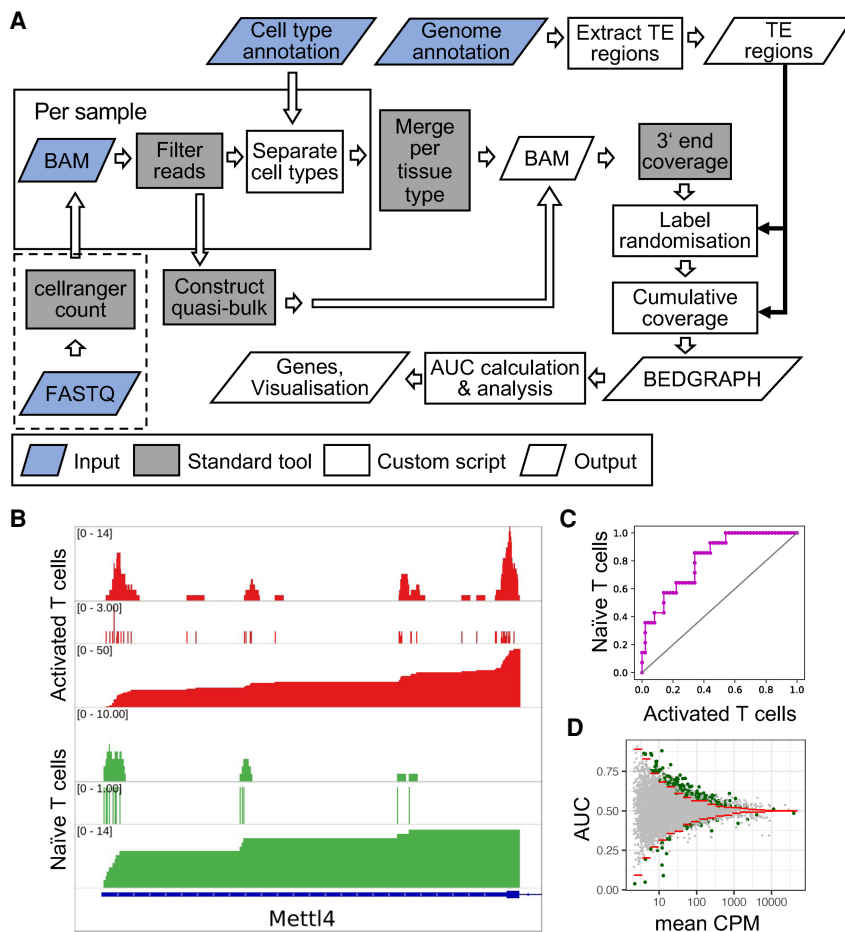 A
Cell type
annotation
Genome
annotation
Extract TE
regions
TE
regions
Per sample
BAM
Filter
reads
Separate
cell types
Merge
per
tissue
type
BAM
3‘ end
coverage
Label
randomisation
cellranger
count
Construct
quasi-bulk
Cumulative
coverage
FASTQ
Genes,
Visualisation
AUC calculation
& analysis
BEDGRAPH
Input
Standard tool
Custom script
Output
B
Activated T cells
[0 - 14]
[0 - 3.00]
[0 - 50]
Naïve T cells
[0 - 10.00]
[0 - 1.00]
[0 - 14]
Mettl4
C
Naïve T cells
1.0
0.8
0.6
0.4
0.2
0.0
0.0 0.2 0.4 0.6 0.8 1.0
Activated T cells
D
AUC
0.75
0.50
0.25
0.00
10 100 1000 10000
mean CPM